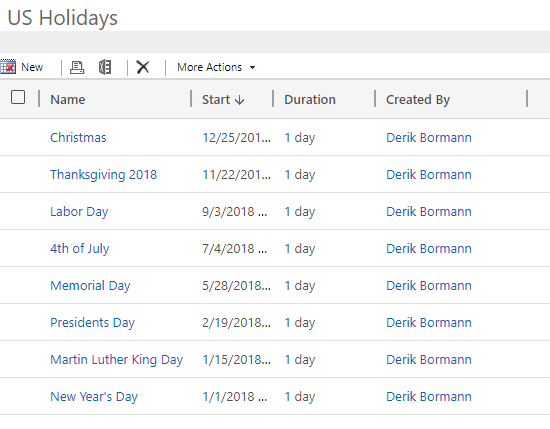 US Holidays
New More Actions
Name Start Duration Created By
Christmas 12/25/201... 1 day Derik Bormann
Thanksgiving 2018 11/22/201... 1 day Derik Bormann
Labor Day 9/3/2018 ... 1 day Derik Bormann
4th of July 7/4/2018 ... 1 day Derik Bormann
Memorial Day 5/28/2018... 1 day Derik Bormann
Presidents Day 2/19/2018... 1 day Derik Bormann
Martin Luther King Day 1/15/2018... 1 day Derik Bormann
New Year's Day 1/1/2018 ... 1 day Derik Bormann